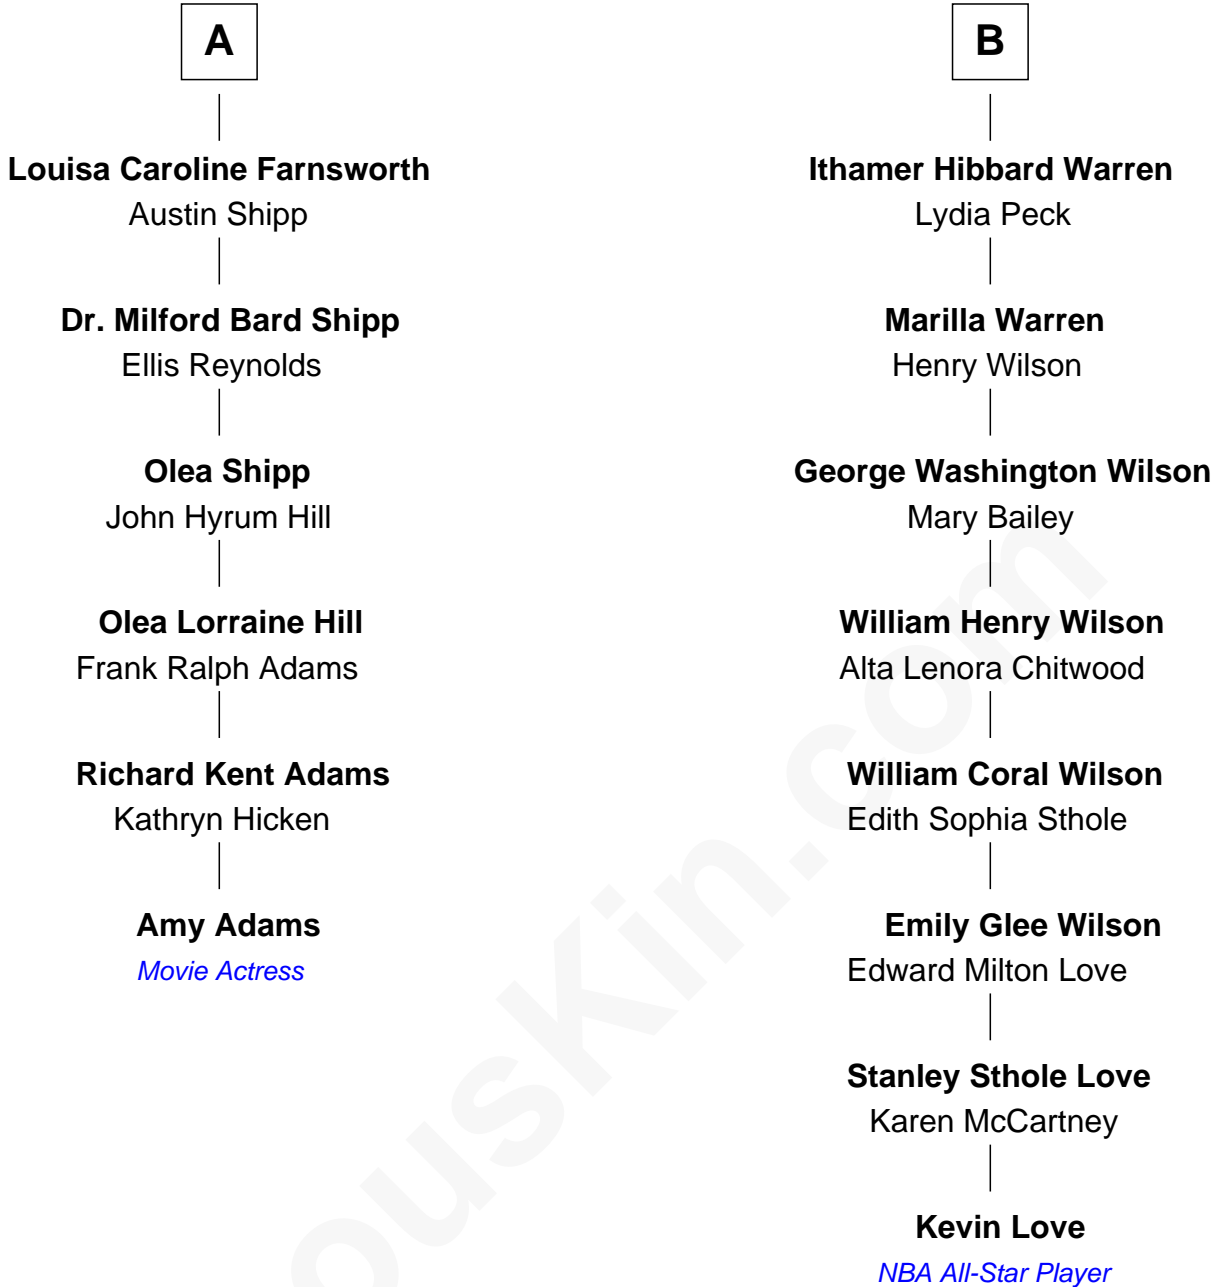 A
Louisa Caroline Farnsworth
Austin Shipp
Dr. Milford Bard Shipp
Ellis Reynolds
Olea Shipp
John Hyrum Hill
Olea Lorraine Hill
Frank Ralph Adams
Richard Kent Adams
Kathryn Hicken
Amy Adams
Movie Actress
B
Ithamer Hibbard Warren
Lydia Peck
Marilla Warren
Henry Wilson
George Washington Wilson
Mary Bailey
William Henry Wilson
Alta Lenora Chitwood
William Coral Wilson
Edith Sophia Sthole
Emily Glee Wilson
Edward Milton Love
Stanley Sthole Love
Karen McCartney
Kevin Love
NBA All-Star Player
ousKin.com